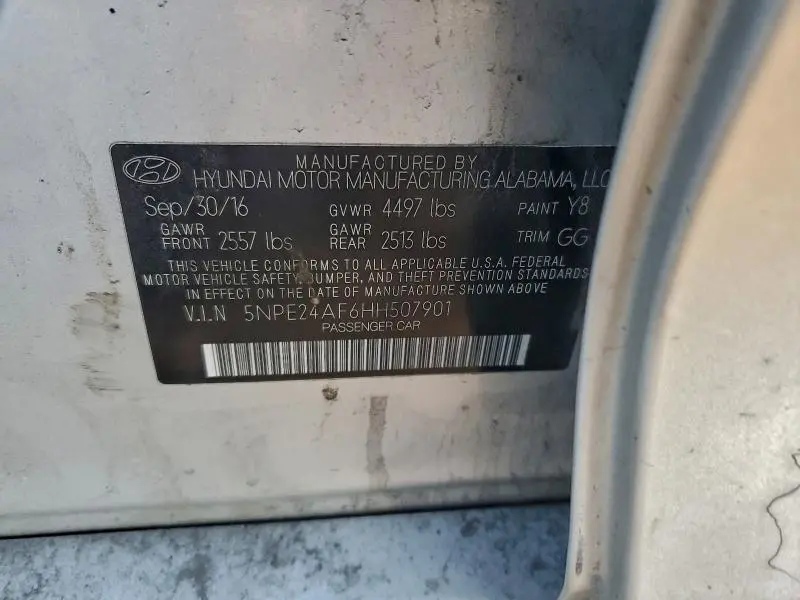 MANUFACTURED BY
HYUNDAI MOTOR MANUFACTURING ALABAMA, LLC
Sep/30/16 GVWR 4497 lbs PAINT Y8
GAWR FRONT 2557 lbs GAWR REAR 2513 lbs TRIM GG
THIS VEHICLE CONFORMS TO ALL APPLICABLE U.S.A. FEDERAL
MOTOR VEHICLE SAFETY, BUMPER, AND THEFT PREVENTION STANDARDS
IN EFFECT ON THE DATE OF MANUFACTURE SHOWN ABOVE
V.I.N 5NPE24AF6HH507901
PASSENGER CAR